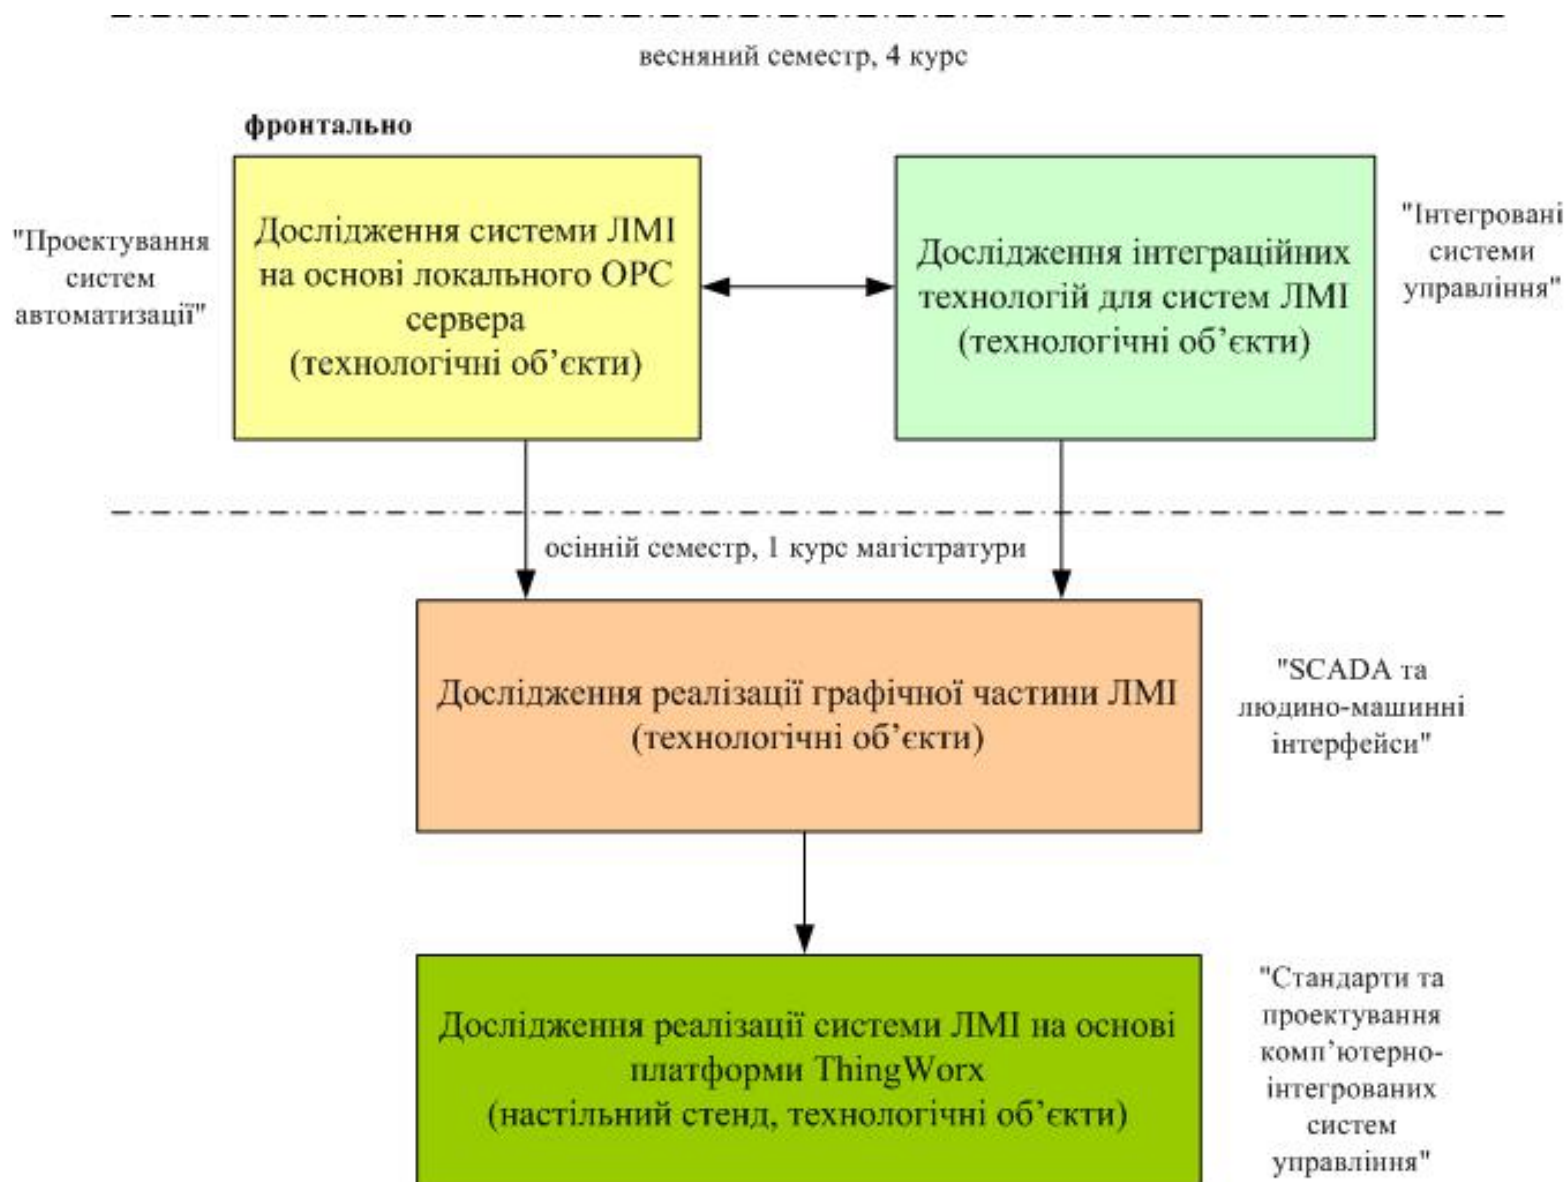 весняний семестр, 4 курс
фронтально
"Проектування
систем
автоматизації"
Дослідження системи ЛМІ
на основі локального ОРС
сервера
(технологічні об’єкти)
Дослідження інтеграційних
технологій для систем ЛМІ
(технологічні об’єкти)
"Інтегровані
системи
управління"
осінній семестр, 1 курс магістратури
Дослідження реалізації графічної частини ЛМІ
(технологічні об’єкти)
"SCADA та
людино-машинні
інтерфейси"
Дослідження реалізації системи ЛМІ на основі
платформи ThingWorx
(настільний стенд, технологічні об’єкти)
"Стандарти та
проектування
комп’ютерно-
інтегрованих
систем
управління"